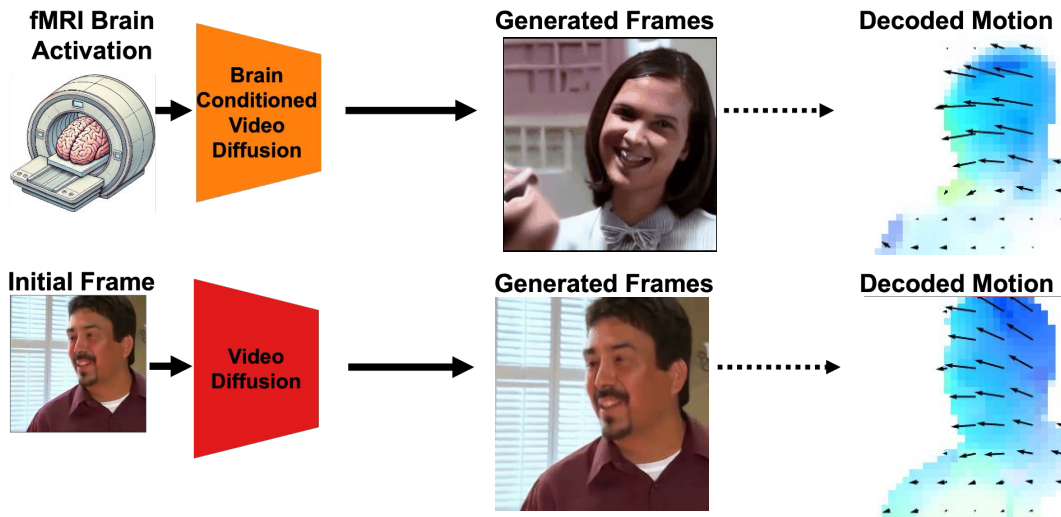 fMRI Brain
Activation
Brain
Conditioned
Video
Diffusion
Generated Frames
Decoded Motion
Initial Frame
Video
Diffusion
Generated Frames
Decoded Motion